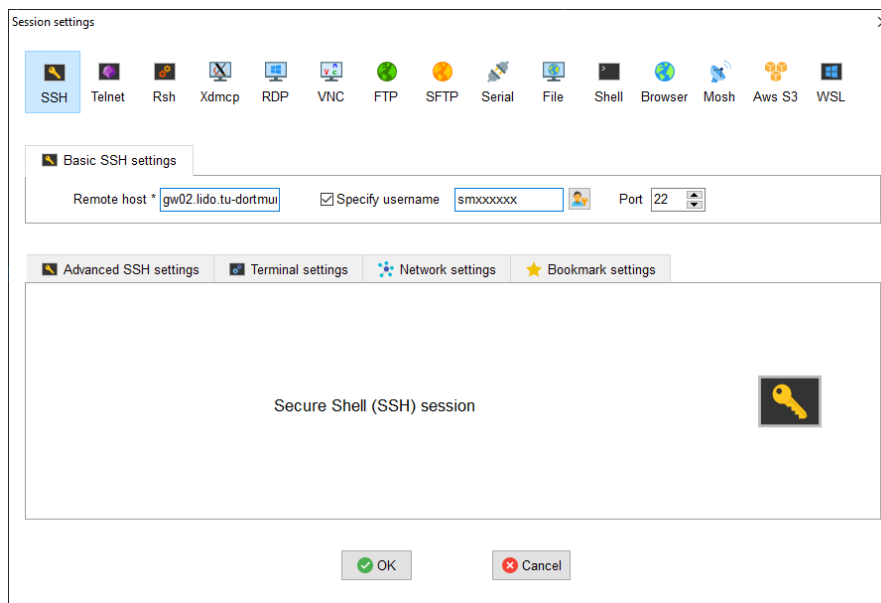 Session settings
SSH Telnet Rsh Xdmcp RDP VNC FTP SFTP Serial File Shell Browser Mosh Aws S3 WSL
Basic SSH settings
Remote host * gw02.lido.tu-dortmu Specify username smxxxxxx Port 22
Advanced SSH settings Terminal settings Network settings Bookmark settings
Secure Shell (SSH) session
OK Cancel